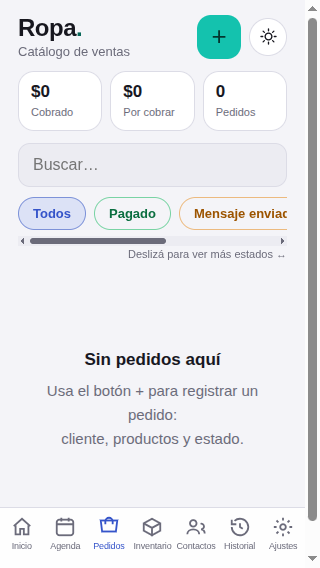 Ropa.
Catálogo de ventas
$0
Cobrado
$0
Por cobrar
0
Pedidos
Buscar…
Todos
Pagado
Mensaje enviad
Deslizá para ver más estados ↔
Sin pedidos aquí
Usa el botón + para registrar un
pedido:
cliente, productos y estado.
Inicio
Agenda
Pedidos
Inventario
Contactos
Historial
Ajustes